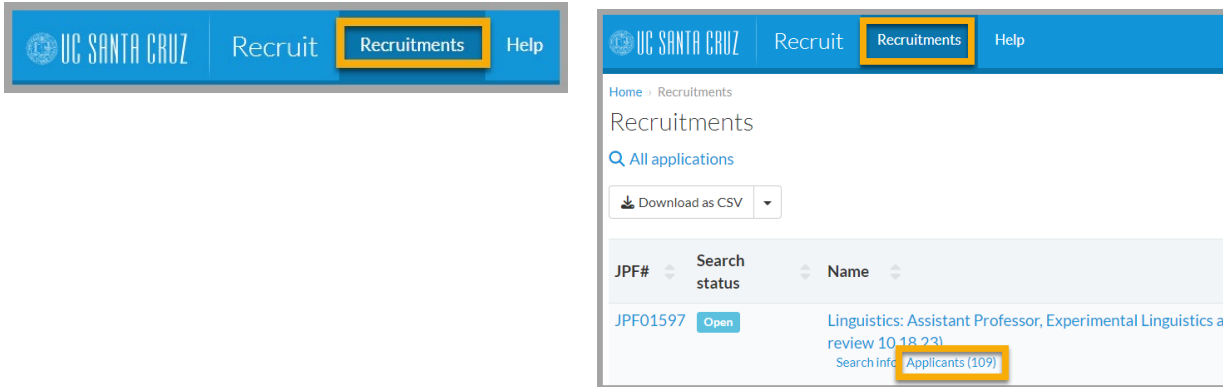 UC SANTA CRUZ Recruit Recruitments Help
UC SANTA CRUZ Recruit Recruitments Help
Home › Recruitments
Recruitments
All applications
Download as CSV
JPF# Search status Name
JPF01597 Open Linguistics: Assistant Professor, Experimental Linguistics a
review 10.18.23)
Search info Applicants (109)